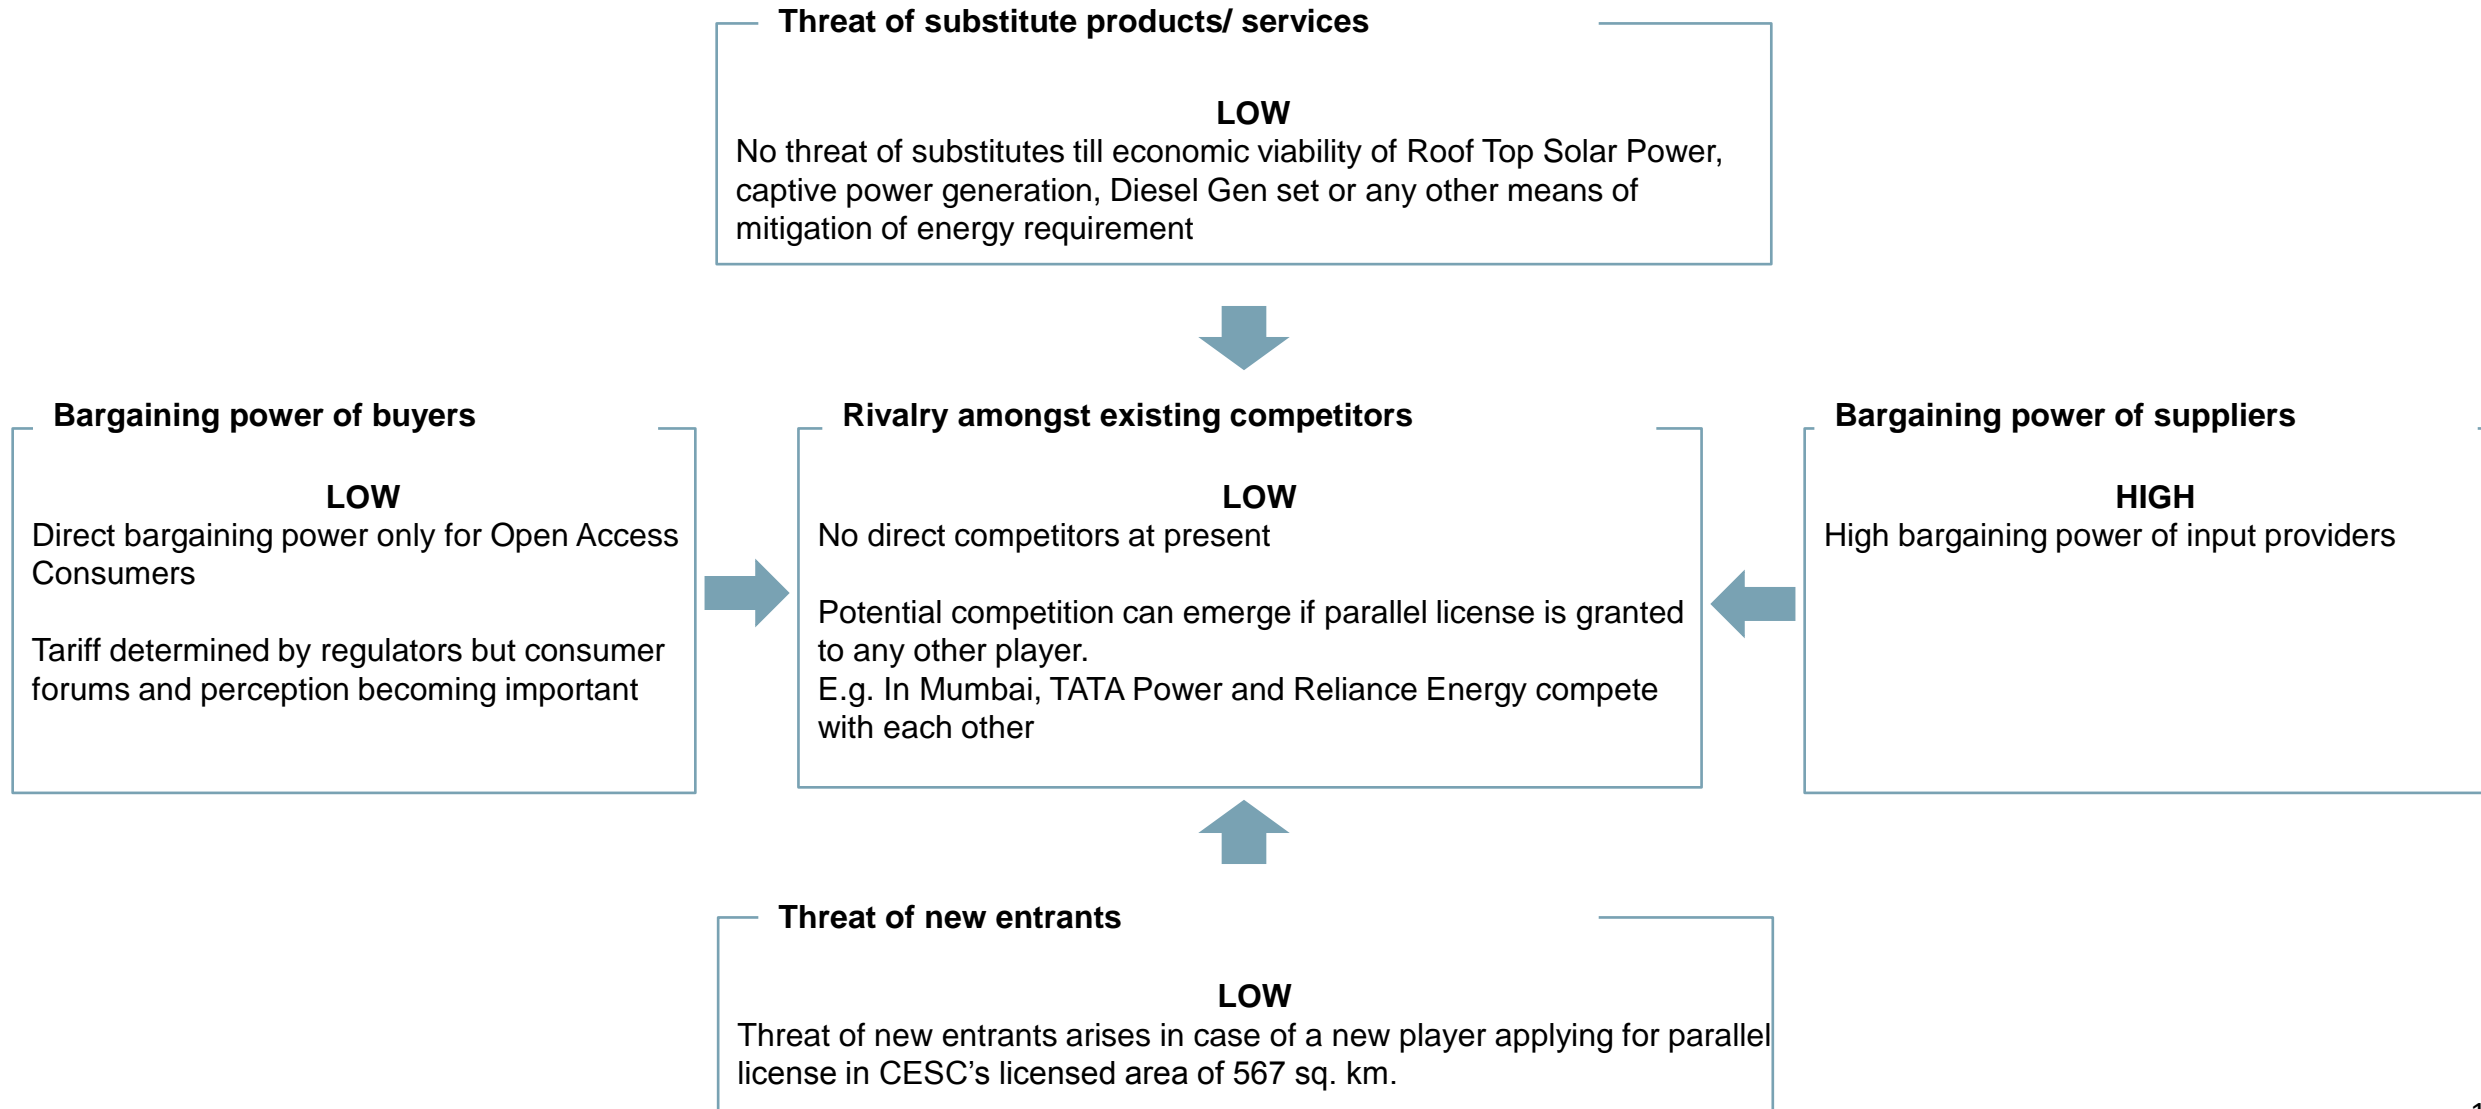 Threat of substitute products/ services
LOW
No threat of substitutes till economic viability of Roof Top Solar Power,
captive power generation, Diesel Gen set or any other means of
mitigation of energy requirement
Bargaining power of buyers
LOW
Direct bargaining power only for Open Access
Consumers
Tariff determined by regulators but consumer
forums and perception becoming important
Rivalry amongst existing competitors
LOW
No direct competitors at present
Potential competition can emerge if parallel license is granted
to any other player.
E.g. In Mumbai, TATA Power and Reliance Energy compete
with each other
Bargaining power of suppliers
HIGH
High bargaining power of input providers
Threat of new entrants
LOW
Threat of new entrants arises in case of a new player applying for parallel
license in CESC’s licensed area of 567 sq. km.